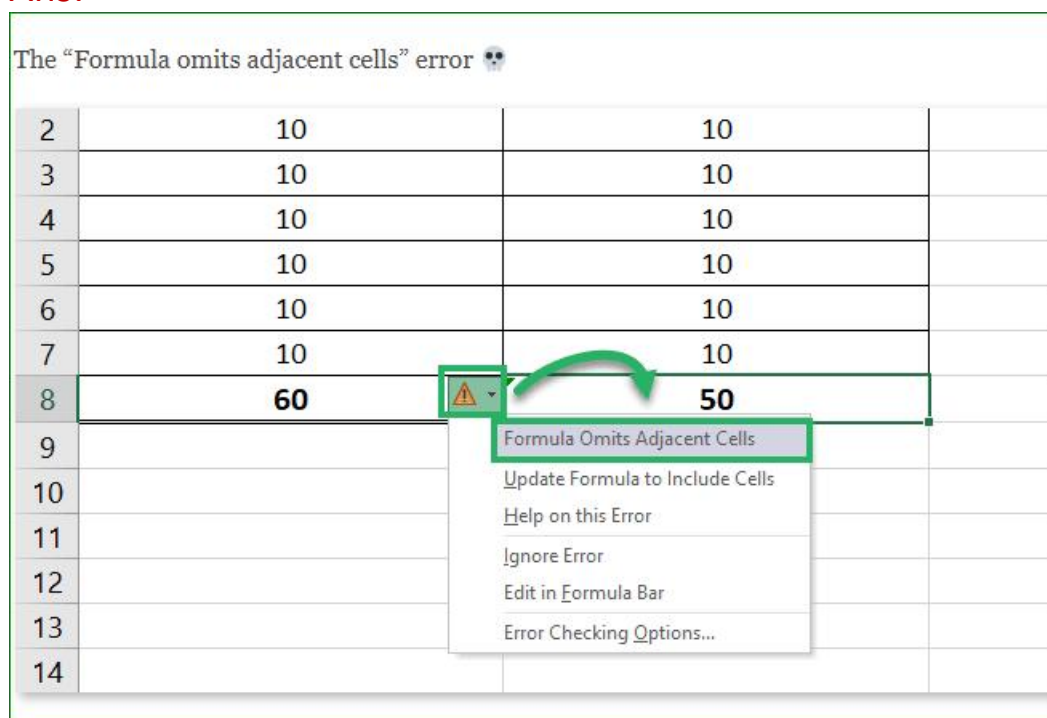 The “Formula omits adjacent cells” error 💀
2 10 10
3 10 10
4 10 10
5 10 10
6 10 10
7 10 10
8 60 50
9
Formula Omits Adjacent Cells
10
Update Formula to Include Cells
Help on this Error
11
Ignore Error
12
Edit in Formula Bar
13
Error Checking Options...
14